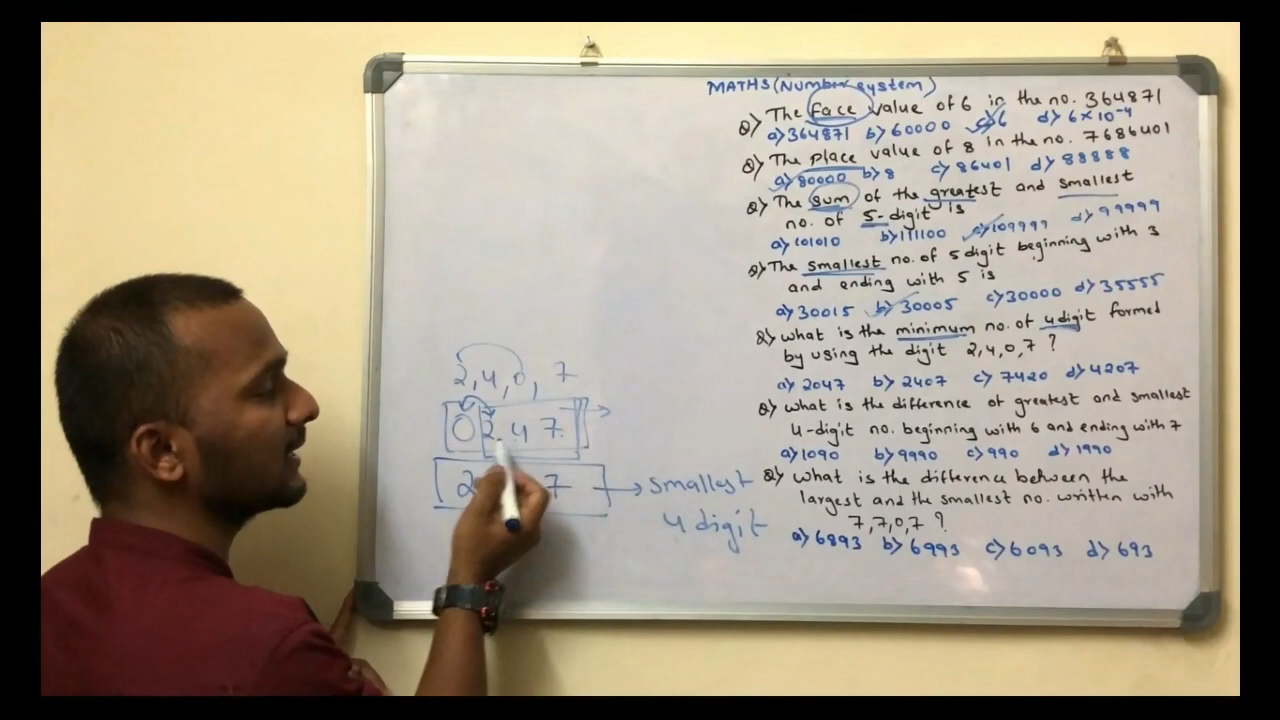 MATHS (Number system)
Q> The face value of 6 in the no. 364871
a> 364871 b> 60000 c> 6 d> 6×10⁻⁴
Q> The place value of 8 in the no. 7686401
a> 80000 b> 8 c> 86401 d> 88888
Q> The sum of the greatest and smallest
no. of 5-digit is
a> 101010 b> 111100 c> 109999 d> 99999
Q> The smallest no. of 5 digit beginning with 3
and ending with 5 is
a> 30015 b> 30005 c> 30000 d> 35555
Q> what is the minimum no. of 4 digit formed
by using the digit 2,4,0,7 ?
a> 2047 b> 2407 c> 7420 d> 4207
Q> what is the difference of greatest and smallest
4-digit no. beginning with 6 and ending with 7
a> 1090 b> 9990 c> 990 d> 1990
Q> what is the difference between the
largest and the smallest no. written with
7,7,0,7 ?
a> 6893 b> 6993 c> 6093 d> 693
2,4,0, 7
0 2 4 7
2 7 → smallest
4 digit